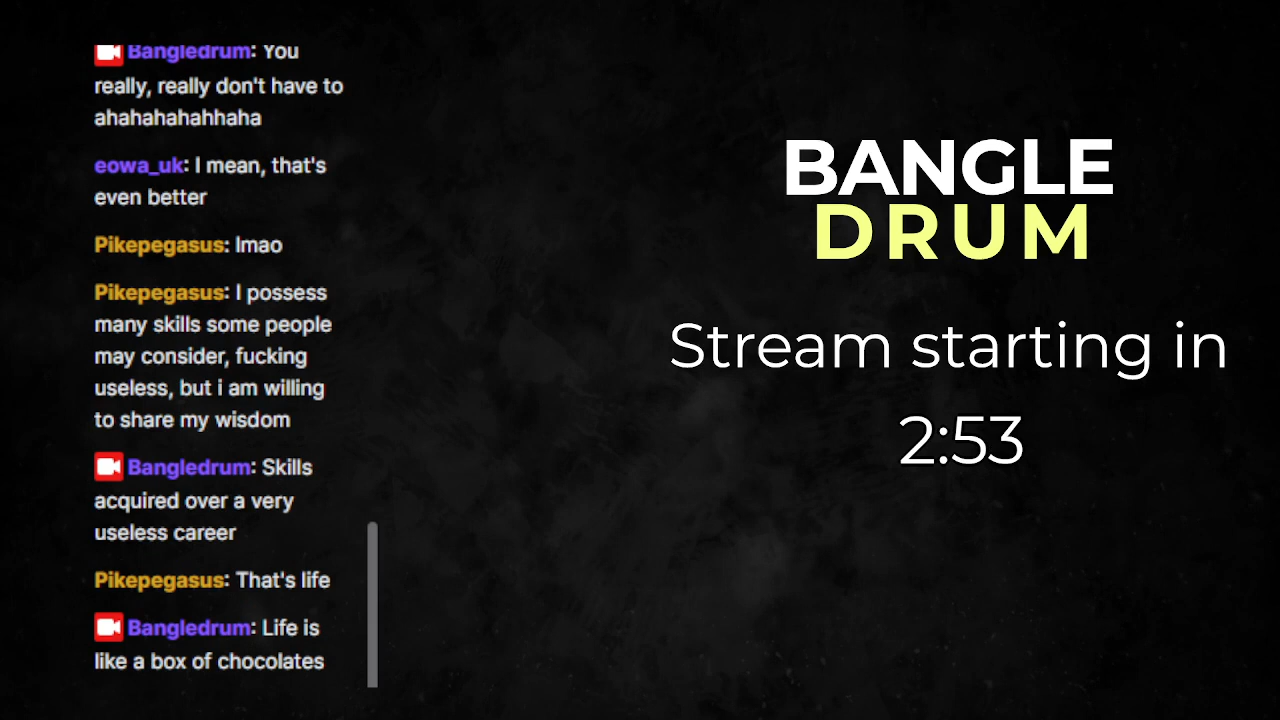 Bangledrum: You
really, really don't have to
ahahahahahhaha
eowa_uk: I mean, that's
even better
Pikepegasus: lmao
Pikepegasus: I possess
many skills some people
may consider, fucking
useless, but i am willing
to share my wisdom
Bangledrum: Skills
acquired over a very
useless career
Pikepegasus: That's life
Bangledrum: Life is
like a box of chocolates
BANGLE
DRUM
Stream starting in
2:53